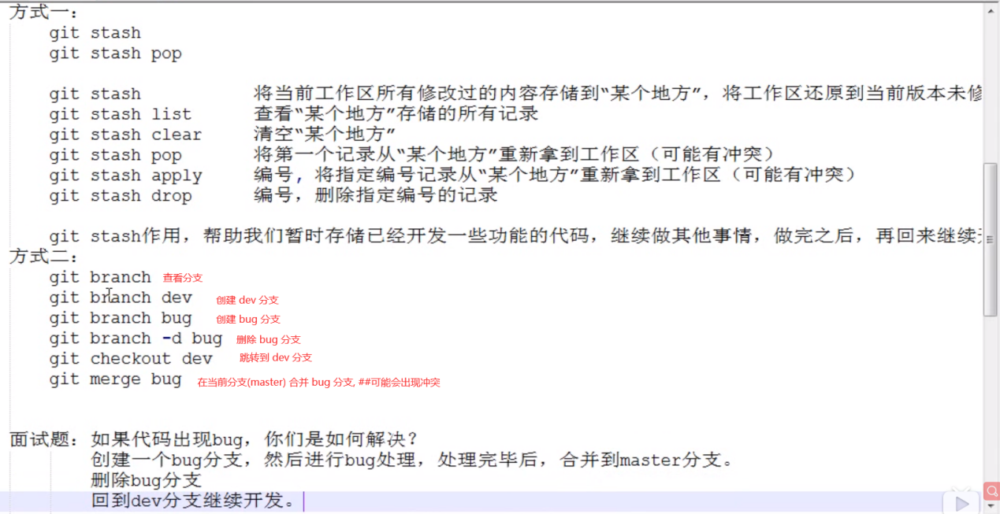 方式一：
git stash
git stash pop
git stash 将当前工作区所有修改过的内容存储到“某个地方”，将工作区还原到当前版本未修
git stash list 查看“某个地方”存储的所有记录
git stash clear 清空“某个地方”
git stash pop 将第一个记录从“某个地方”重新拿到工作区（可能有冲突）
git stash apply 编号, 将指定编号记录从“某个地方”重新拿到工作区（可能有冲突）
git stash drop 编号，删除指定编号的记录
git stash作用，帮助我们暂时存储已经开发一些功能的代码，继续做其他事情，做完之后，再回来继续
方式二：
git branch 查看分支
git branch dev 创建 dev 分支
git branch bug 创建 bug 分支
git branch -d bug 删除 bug 分支
git checkout dev 跳转到 dev 分支
git merge bug 在当前分支(master) 合并 bug 分支, ##可能会出现冲突
面试题：如果代码出现bug，你们是如何解决？
创建一个bug分支，然后进行bug处理，处理完毕后，合并到master分支。
删除bug分支
回到dev分支继续开发。